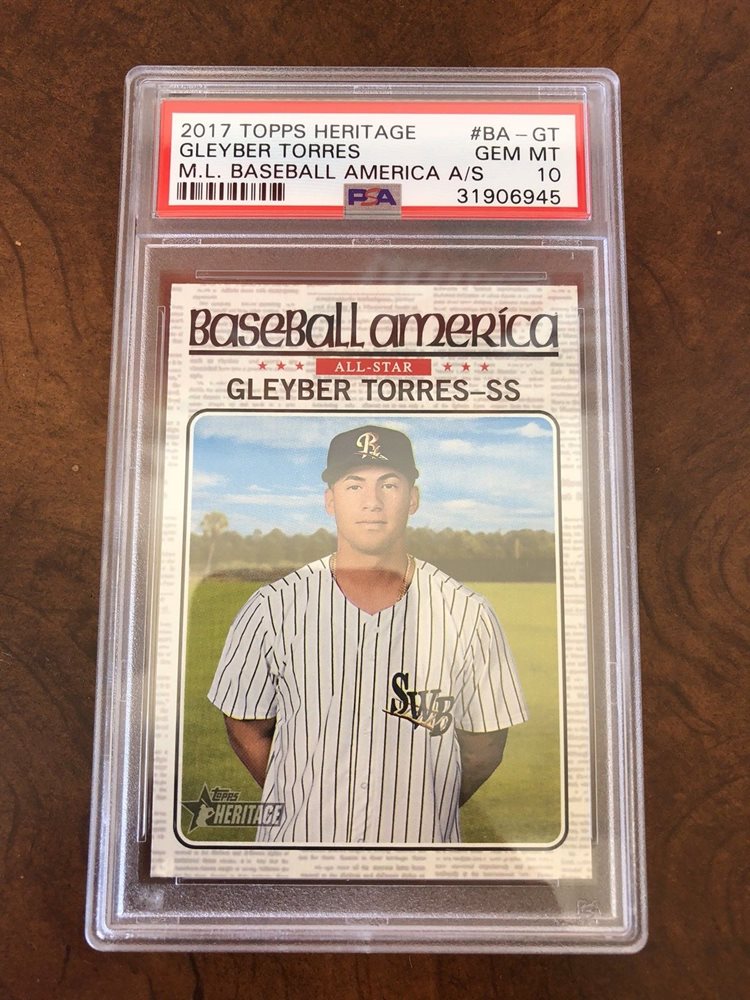 2017 TOPPS HERITAGE #BA-GT
GLEYBER TORRES GEM MT
M.L. BASEBALL AMERICA A/S 10
PSA 31906945
BaseBall america
ALL-STAR
GLEYBER TORRES-SS
SWB
TOPPS
HERITAGE